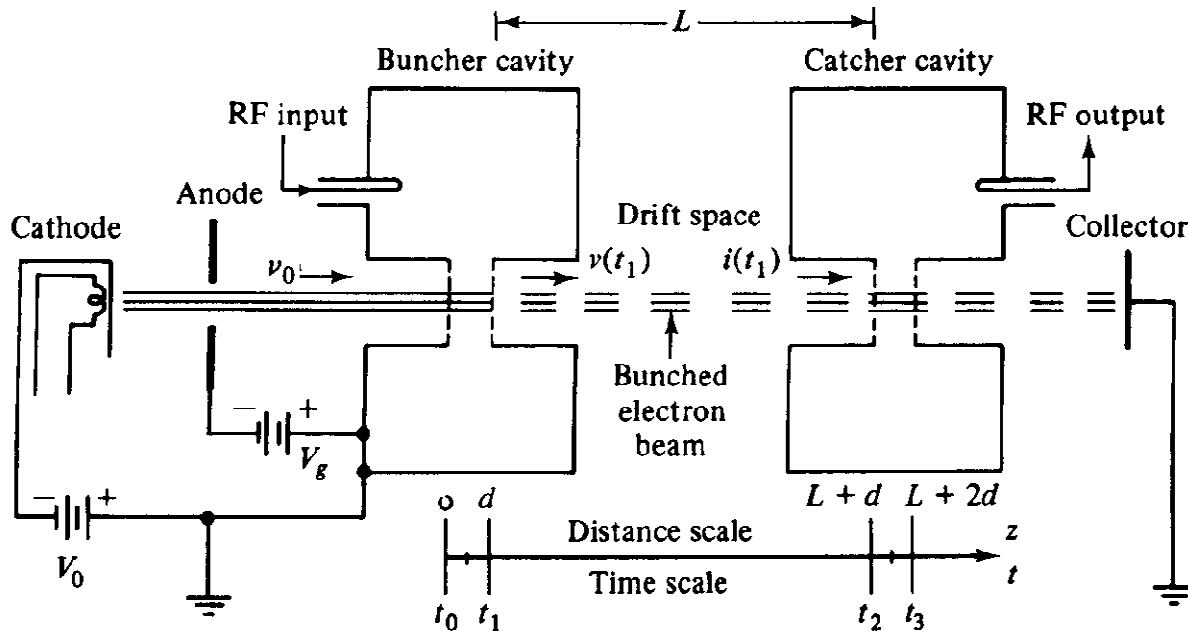 L
Buncher cavity
Catcher cavity
RF input
RF output
Anode
Cathode
Drift space
Collector
v₀
v(t₁)
i(t₁)
Bunched
electron
beam
− +
V_g
− +
V₀
o d
L + d L + 2d
Distance scale
z
Time scale
t
t₀ t₁
t₂ t₃